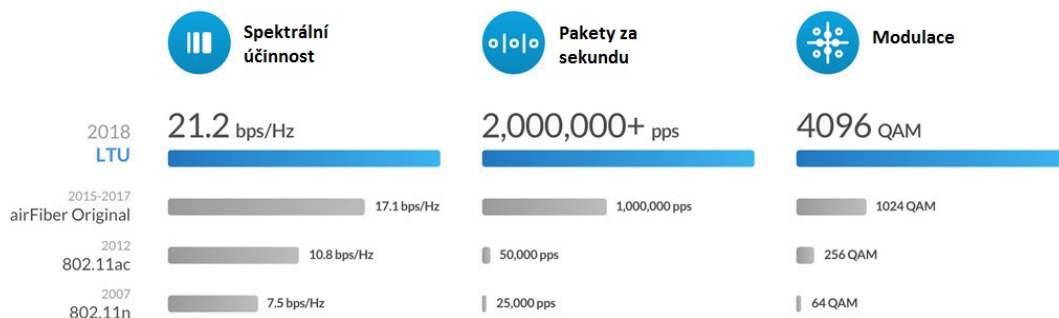 Spektrální
účinnost
Pakety za
sekundu
Modulace
2018
LTU
21.2 bps/Hz
2,000,000+ pps
4096 QAM
2015-2017
airFiber Original
17.1 bps/Hz
1,000,000 pps
1024 QAM
2012
802.11ac
10.8 bps/Hz
50,000 pps
256 QAM
2007
802.11n
7.5 bps/Hz
25,000 pps
64 QAM